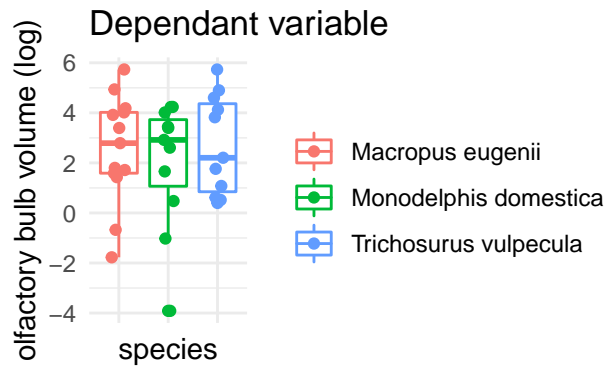 Dependant variable
olfactory bulb volume (log)
6
4
2
0
−2
−4
species
Macropus eugenii
Monodelphis domestica
Trichosurus vulpecula